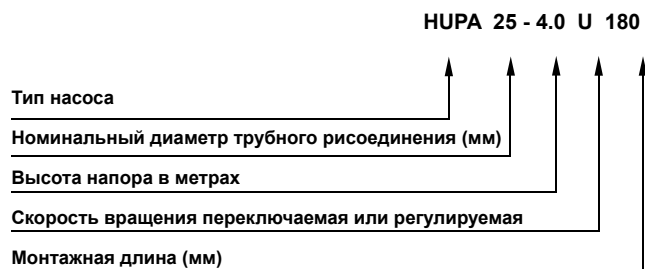 HUPA 25 - 4.0 U 180
Тип насоса
Номинальный диаметр трубного рисоединения (мм)
Высота напора в метрах
Скорость вращения переключаемая или регулируемая
Монтажная длина (мм)